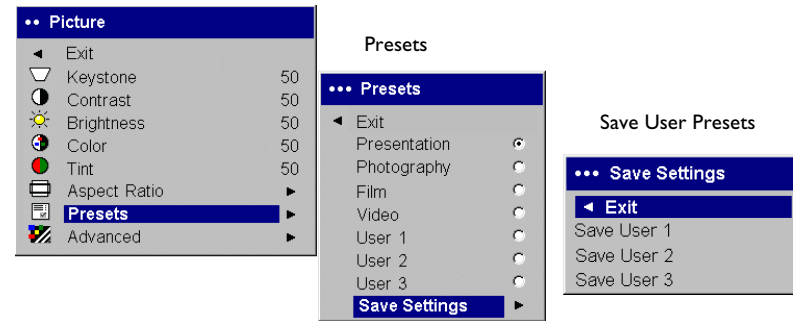 •• Picture
Exit
Keystone 50
Contrast 50
Brightness 50
Color 50
Tint 50
Aspect Ratio
Presets
Advanced
Presets
••• Presets
Exit
Presentation
Photography
Film
Video
User 1
User 2
User 3
Save Settings
Save User Presets
••• Save Settings
Exit
Save User 1
Save User 2
Save User 3